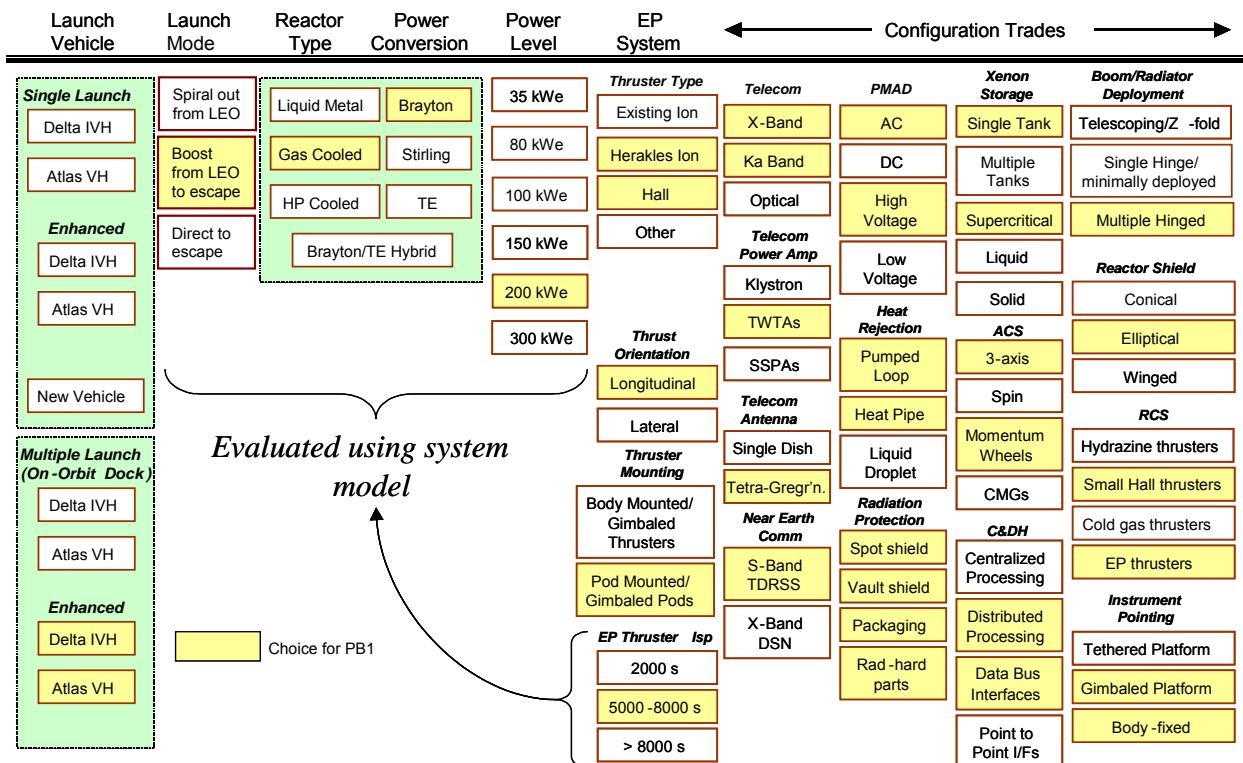 Launch
Vehicle
Launch
Mode
Reactor
Type
Power
Conversion
Power
Level
EP
System
Configuration Trades
Single Launch
Delta IVH
Atlas VH
Enhanced
Delta IVH
Atlas VH
New Vehicle
Multiple Launch
(On-Orbit Dock)
Delta IVH
Atlas VH
Enhanced
Delta IVH
Atlas VH
Spiral out
from LEO
Boost
from LEO
to escape
Direct to
escape
Liquid Metal
Gas Cooled
HP Cooled
Brayton
Stirling
TE
Brayton/TE Hybrid
35 kWe
80 kWe
100 kWe
150 kWe
200 kWe
300 kWe
Evaluated using system
model
Choice for PB1
Thruster Type
Existing Ion
Herakles Ion
Hall
Other
Thrust
Orientation
Longitudinal
Lateral
Thruster
Mounting
Body Mounted/
Gimbaled
Thrusters
Pod Mounted/
Gimbaled Pods
EP Thruster Isp
2000 s
5000 -8000 s
> 8000 s
Telecom
X-Band
Ka Band
Optical
Telecom
Power Amp
Klystron
TWTAs
SSPAs
Telecom
Antenna
Single Dish
Tetra-Gregr'n.
Near Earth
Comm
S-Band
TDRSS
X-Band
DSN
PMAD
AC
DC
High
Voltage
Low
Voltage
Heat
Rejection
Pumped
Loop
Heat Pipe
Liquid
Droplet
Radiation
Protection
Spot shield
Vault shield
Packaging
Rad -hard
parts
Xenon
Storage
Single Tank
Multiple
Tanks
Supercritical
Liquid
Solid
ACS
3-axis
Spin
Momentum
Wheels
CMGs
C&DH
Centralized
Processing
Distributed
Processing
Data Bus
Interfaces
Point to
Point I/Fs
Boom/Radiator
Deployment
Telescoping/Z -fold
Single Hinge/
minimally deployed
Multiple Hinged
Reactor Shield
Conical
Elliptical
Winged
RCS
Hydrazine thrusters
Small Hall thrusters
Cold gas thrusters
EP thrusters
Instrument
Pointing
Tethered Platform
Gimbaled Platform
Body -fixed